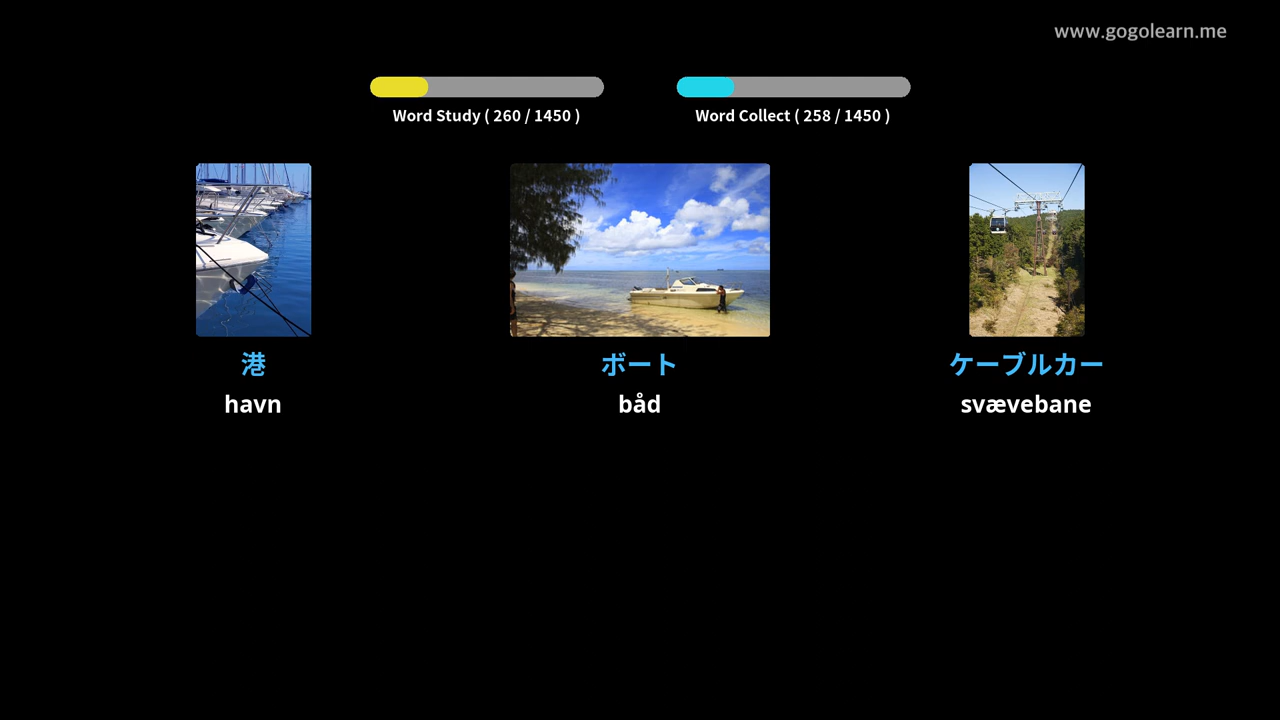 www.gogolearn.me
Word Study ( 260 / 1450 )
Word Collect ( 258 / 1450 )
港
ボート
ケーブルカー
havn
båd
svævebane